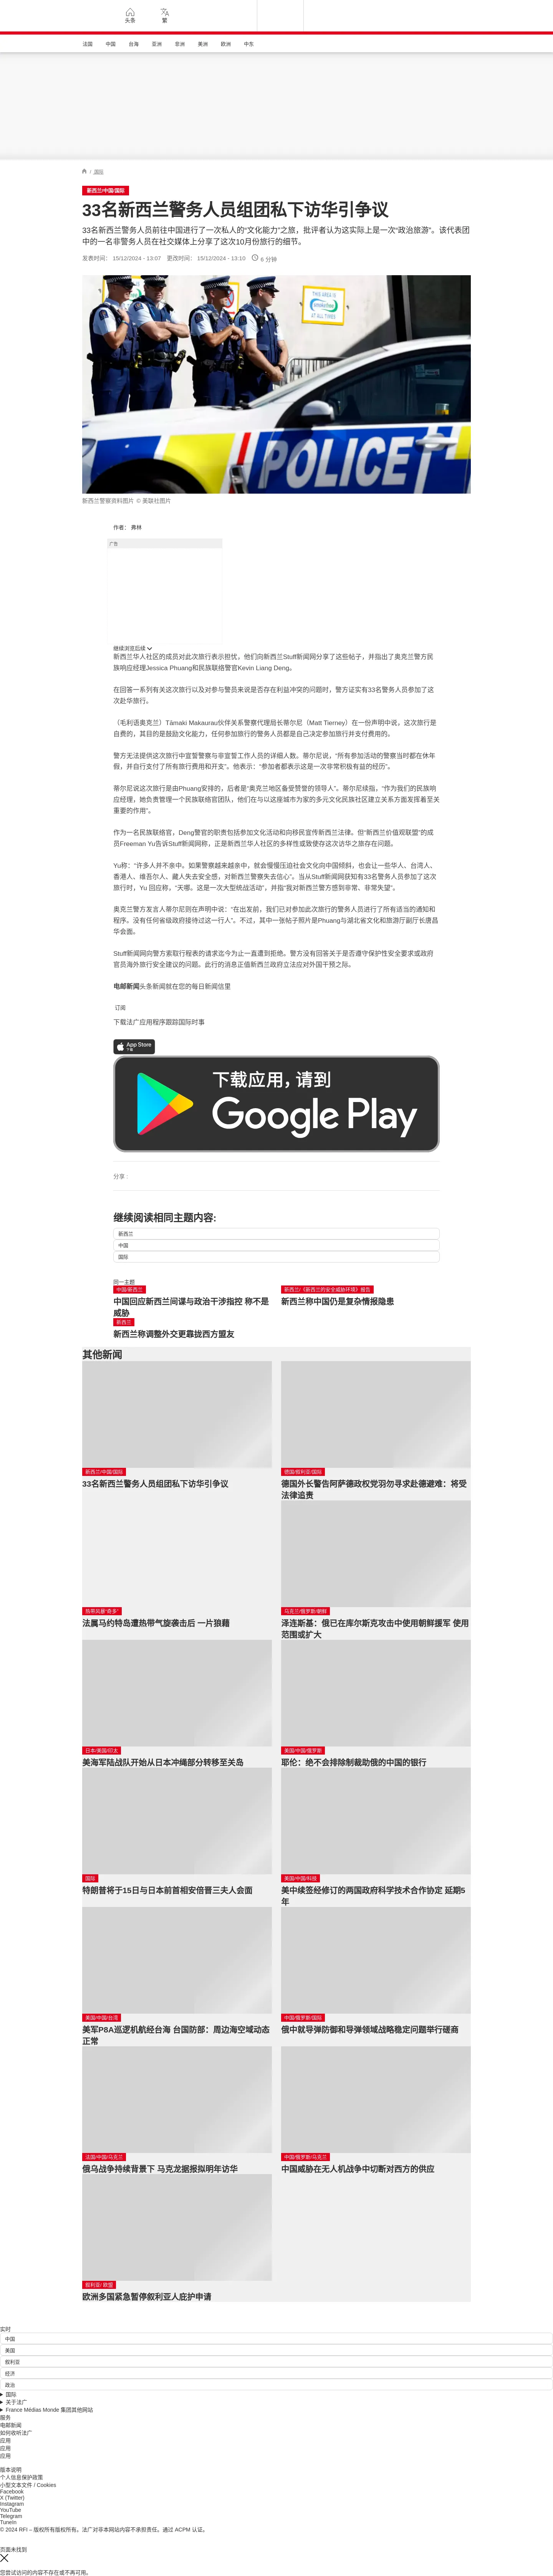 头条
繁
法国 中国 台海 亚洲 非洲 美洲 欧洲 中东
/ 国际
新西兰/中国/国际
33名新西兰警务人员组团私下访华引争议
33名新西兰警务人员前往中国进行了一次私人的“文化能力”之旅，批评者认为这实际上是一次“政治旅游”。该代表团
中的一名非警务人员在社交媒体上分享了这次10月份旅行的细节。
发表时间： 15/12/2024 - 13:07 更改时间： 15/12/2024 - 13:10 6 分钟
THIS AREA IS
smokefree
AT ALL TIMES
POLICE
新西兰警察资料图片 © 美联社图片
作者： 弗林
广告
继续浏览后续
新西兰华人社区的成员对此次旅行表示担忧，他们向新西兰Stuff新闻网分享了这些帖子，并指出了奥克兰警方民
族响应经理Jessica Phuang和民族联络警官Kevin Liang Deng。
在回答一系列有关这次旅行以及对参与警员来说是否存在利益冲突的问题时，警方证实有33名警务人员参加了这
次赴华旅行。
（毛利语奥克兰）Tāmaki Makaurau伙伴关系警察代理局长蒂尔尼（Matt Tierney）在一份声明中说，这次旅行是
自费的，其目的是鼓励文化能力，任何参加旅行的警务人员都是自己决定参加旅行并支付费用的。
警方无法提供这次旅行中宣誓警察与非宣誓工作人员的详细人数。蒂尔尼说，“所有参加活动的警察当时都在休年
假，并自行支付了所有旅行费用和开支”。他表示：“参加者都表示这是一次非常积极有益的经历”。
蒂尔尼说这次旅行是由Phuang安排的，后者是“奥克兰地区备受赞誉的领导人”。蒂尔尼续指，“作为我们的民族响
应经理，她负责管理一个民族联络官团队，他们在与以这座城市为家的多元文化民族社区建立关系方面发挥着至关
重要的作用”。
作为一名民族联络官，Deng警官的职责包括参加文化活动和向移民宣传新西兰法律。但“新西兰价值观联盟”的成
员Freeman Yu告诉Stuff新闻网称，正是新西兰华人社区的多样性或致使存这次访华之旅存在问题。
Yu称：“许多人并不亲中。如果警察越来越亲中，就会慢慢压迫社会文化向中国倾斜，也会让一些华人、台湾人、
香港人、维吾尔人、藏人失去安全感，对新西兰警察失去信心”。当从Stuff新闻网获知有33名警务人员参加了这次
旅行时，Yu 回应称，“天哪。这是一次大型统战活动”，并指“我对新西兰警方感到非常、非常失望”。
奥克兰警方发言人蒂尔尼则在声明中说：“在出发前，我们已对参加此次旅行的警务人员进行了所有适当的通知和
程序。没有任何省级政府接待过这一行人”。不过，其中一张帖子照片是Phuang与湖北省文化和旅游厅副厅长唐昌
华会面。
Stuff新闻网向警方索取行程表的请求迄今为止一直遭到拒绝。警方没有回答关于是否遵守保护性安全要求或政府
官员海外旅行安全建议的问题。此行的消息正值新西兰政府立法应对外国干预之际。
电邮新闻头条新闻就在您的每日新闻信里
订阅
下载法广应用程序跟踪国际时事
App Store
下载
下载应用，请到
Google Play
分享：
继续阅读相同主题内容:
新西兰
中国
国际
同一主题
中国/新西兰
中国回应新西兰间谍与政治干涉指控 称不是
威胁
新西兰/《新西兰的安全威胁环境》报告
新西兰称中国仍是复杂情报隐患
新西兰
新西兰称调整外交更靠拢西方盟友
其他新闻
新西兰/中国/国际
33名新西兰警务人员组团私下访华引争议
德国/叙利亚/国际
德国外长警告阿萨德政权党羽勿寻求赴德避难：将受
法律追责
热带风暴“奇多”
法属马约特岛遭热带气旋袭击后 一片狼藉
乌克兰/俄罗斯/朝鲜
泽连斯基：俄已在库尔斯克攻击中使用朝鲜援军 使用
范围或扩大
日本/美国/印太
美海军陆战队开始从日本冲绳部分转移至关岛
美国/中国/俄罗斯
耶伦：绝不会排除制裁助俄的中国的银行
国际
特朗普将于15日与日本前首相安倍晋三夫人会面
美国/中国/科技
美中续签经修订的两国政府科学技术合作协定 延期5
年
美国/中国/台湾
美军P8A巡逻机航经台海 台国防部：周边海空域动态
正常
中国/俄罗斯/国际
俄中就导弹防御和导弹领域战略稳定问题举行磋商
法国/中国/乌克兰
俄乌战争持续背景下 马克龙据报拟明年访华
中国/俄罗斯/乌克兰
中国威胁在无人机战争中切断对西方的供应
叙利亚/ 欧盟
欧洲多国紧急暂停叙利亚人庇护申请
实时
中国
美国
叙利亚
经济
政治
国际
关于法广
France Médias Monde 集团其他网站
服务
电邮新闻
如何收听法广
应用
应用
应用
版本说明
个人信息保护政策
小型文本文件 / Cookies
Facebook
X (Twitter)
Instagram
YouTube
Telegram
TuneIn
© 2024 RFI – 版权所有版权所有。法广对非本网站内容不承担责任。通过 ACPM 认证。
页面未找到
您尝试访问的内容不存在或不再可用。